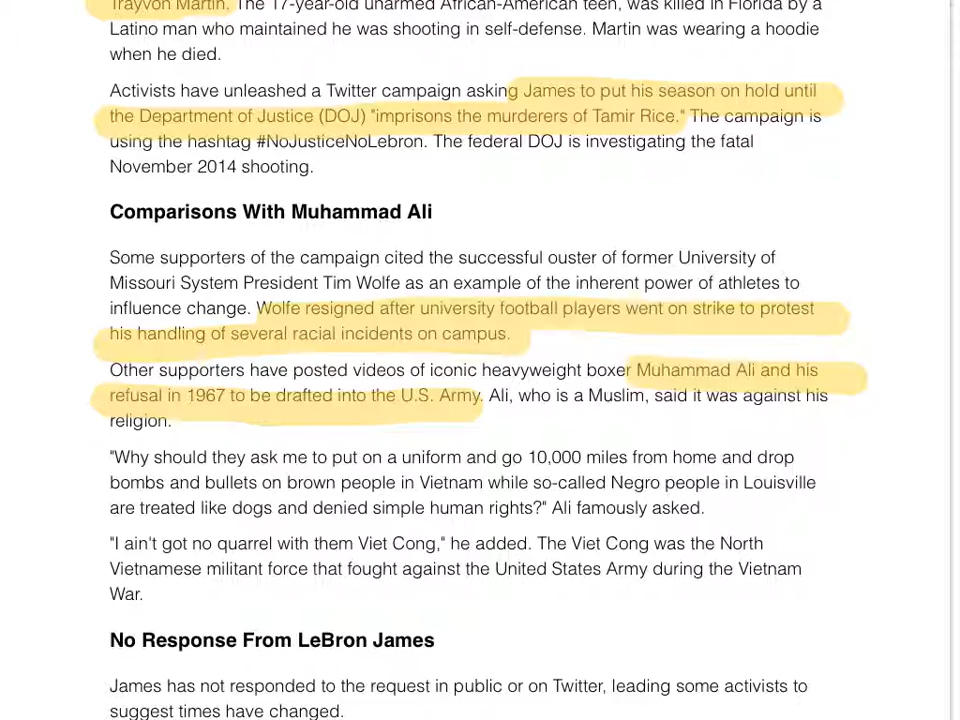 Trayvon Martin. The 17-year-old unarmed African-American teen, was killed in Florida by a
Latino man who maintained he was shooting in self-defense. Martin was wearing a hoodie
when he died.
Activists have unleashed a Twitter campaign asking James to put his season on hold until
the Department of Justice (DOJ) "imprisons the murderers of Tamir Rice." The campaign is
using the hashtag #NoJusticeNoLebron. The federal DOJ is investigating the fatal
November 2014 shooting.
Comparisons With Muhammad Ali
Some supporters of the campaign cited the successful ouster of former University of
Missouri System President Tim Wolfe as an example of the inherent power of athletes to
influence change. Wolfe resigned after university football players went on strike to protest
his handling of several racial incidents on campus.
Other supporters have posted videos of iconic heavyweight boxer Muhammad Ali and his
refusal in 1967 to be drafted into the U.S. Army. Ali, who is a Muslim, said it was against his
religion.
"Why should they ask me to put on a uniform and go 10,000 miles from home and drop
bombs and bullets on brown people in Vietnam while so-called Negro people in Louisville
are treated like dogs and denied simple human rights?" Ali famously asked.
"I ain't got no quarrel with them Viet Cong," he added. The Viet Cong was the North
Vietnamese militant force that fought against the United States Army during the Vietnam
War.
No Response From LeBron James
James has not responded to the request in public or on Twitter, leading some activists to
suggest times have changed.